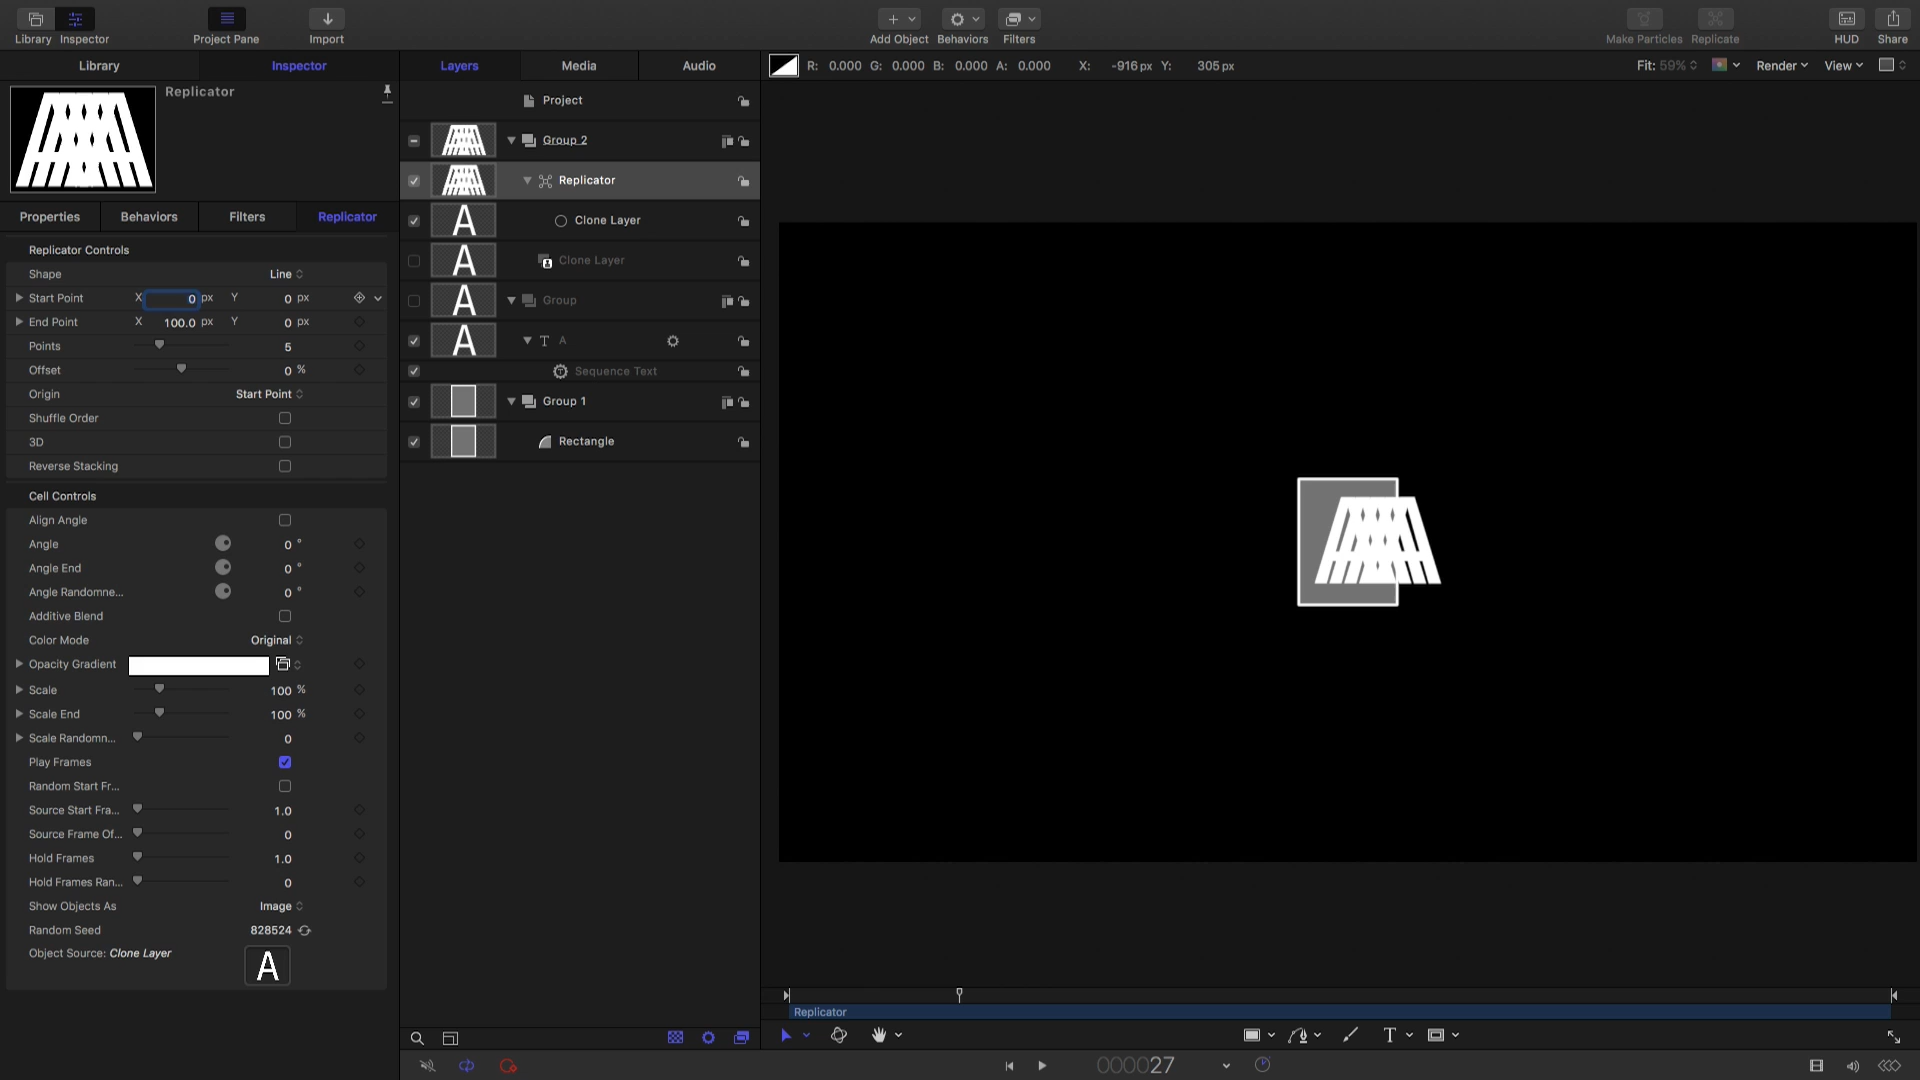 Library Inspector Project Pane Import Add Object Behaviors Filters Make Particles Replicate HUD Share
Library Inspector Layers Media Audio R: 0.000 G: 0.000 B: 0.000 A: 0.000 X: -916 px Y: 305 px Fit: 59% Render View
Replicator
Properties Behaviors Filters Replicator
Replicator Controls
Shape Line
Start Point X 0 px Y 0 px
End Point X 100.0 px Y 0 px
Points 5
Offset 0 %
Origin Start Point
Shuffle Order
3D
Reverse Stacking
Cell Controls
Align Angle
Angle 0 °
Angle End 0 °
Angle Randomne... 0 °
Additive Blend
Color Mode Original
Opacity Gradient
Scale 100 %
Scale End 100 %
Scale Randomn... 0
Play Frames
Random Start Fr...
Source Start Fra... 1.0
Source Frame Of... 0
Hold Frames 1.0
Hold Frames Ran... 0
Show Objects As Image
Random Seed 828524
Object Source: Clone Layer A
Project
Group 2
Replicator
A Clone Layer
A Clone Layer
A Group
A T A
Sequence Text
Group 1
Rectangle
Replicator
T
000027